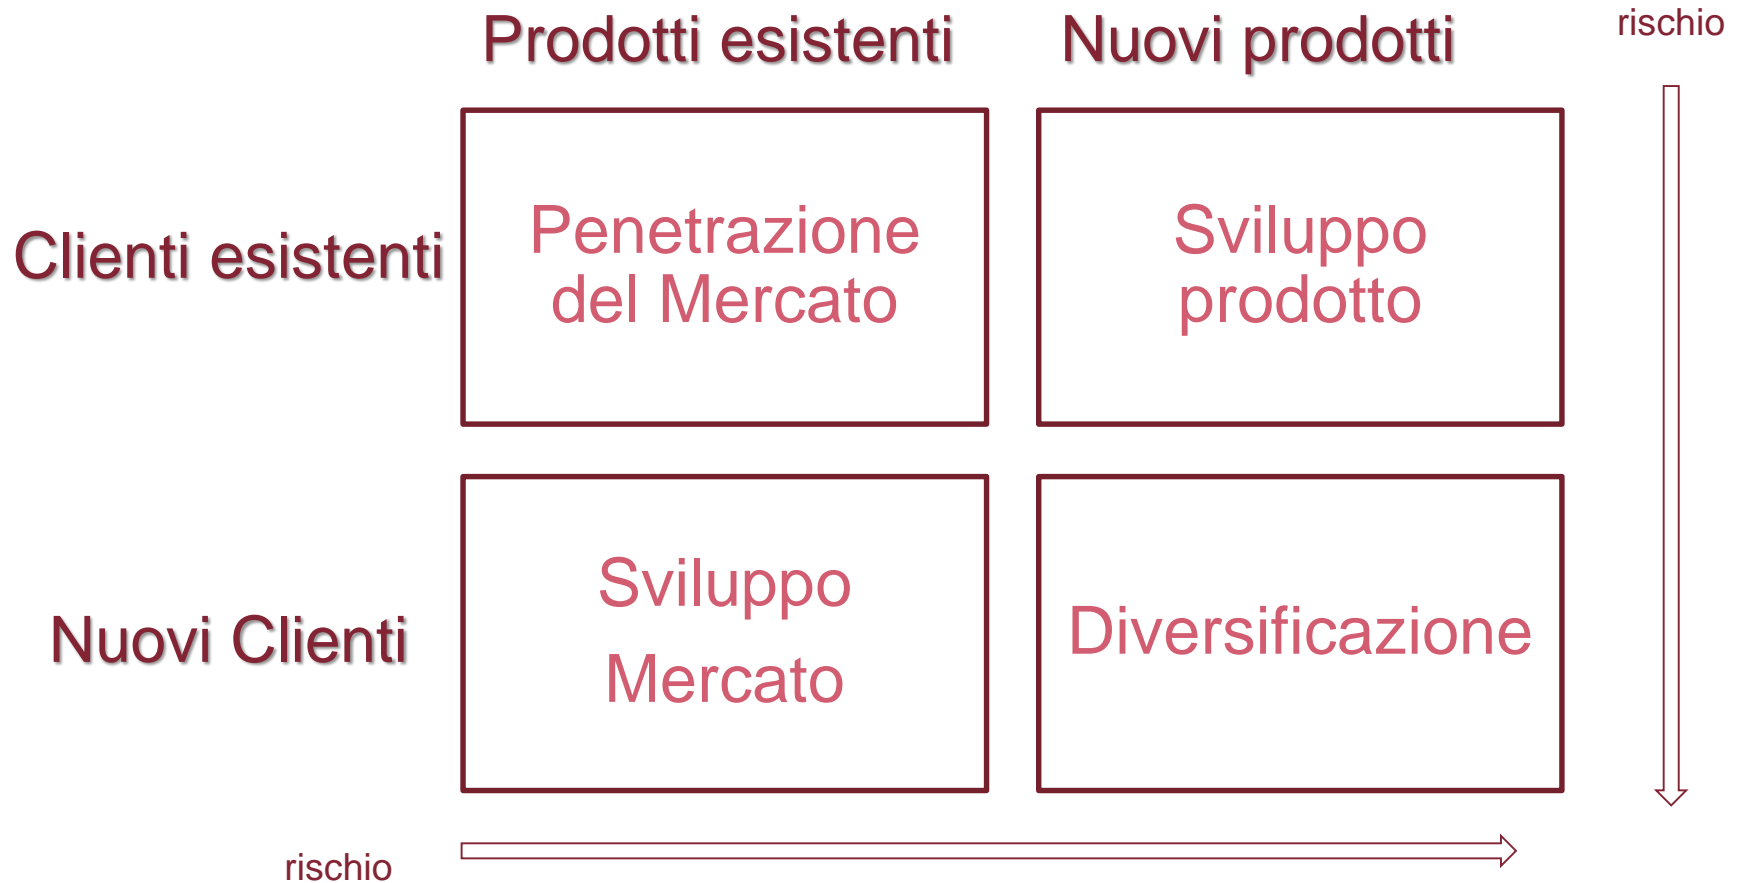 Prodotti esistenti
Nuovi prodotti
rischio
Clienti esistenti
Penetrazione
del Mercato
Sviluppo
prodotto
Nuovi Clienti
Sviluppo
Mercato
Diversificazione
rischio